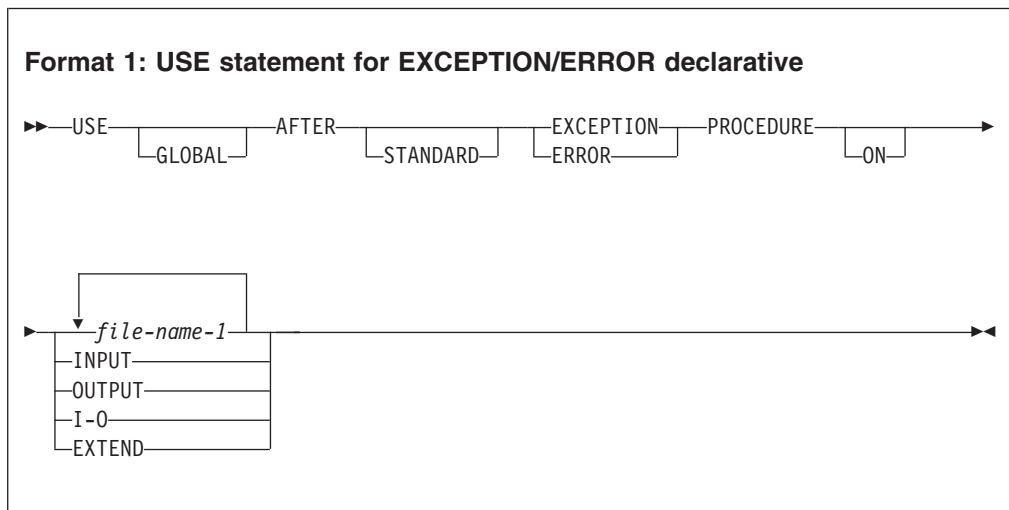 Format 1: USE statement for EXCEPTION/ERROR declarative
USE AFTER EXCEPTION PROCEDURE
GLOBAL STANDARD ERROR ON
file-name-1
INPUT
OUTPUT
I-O
EXTEND